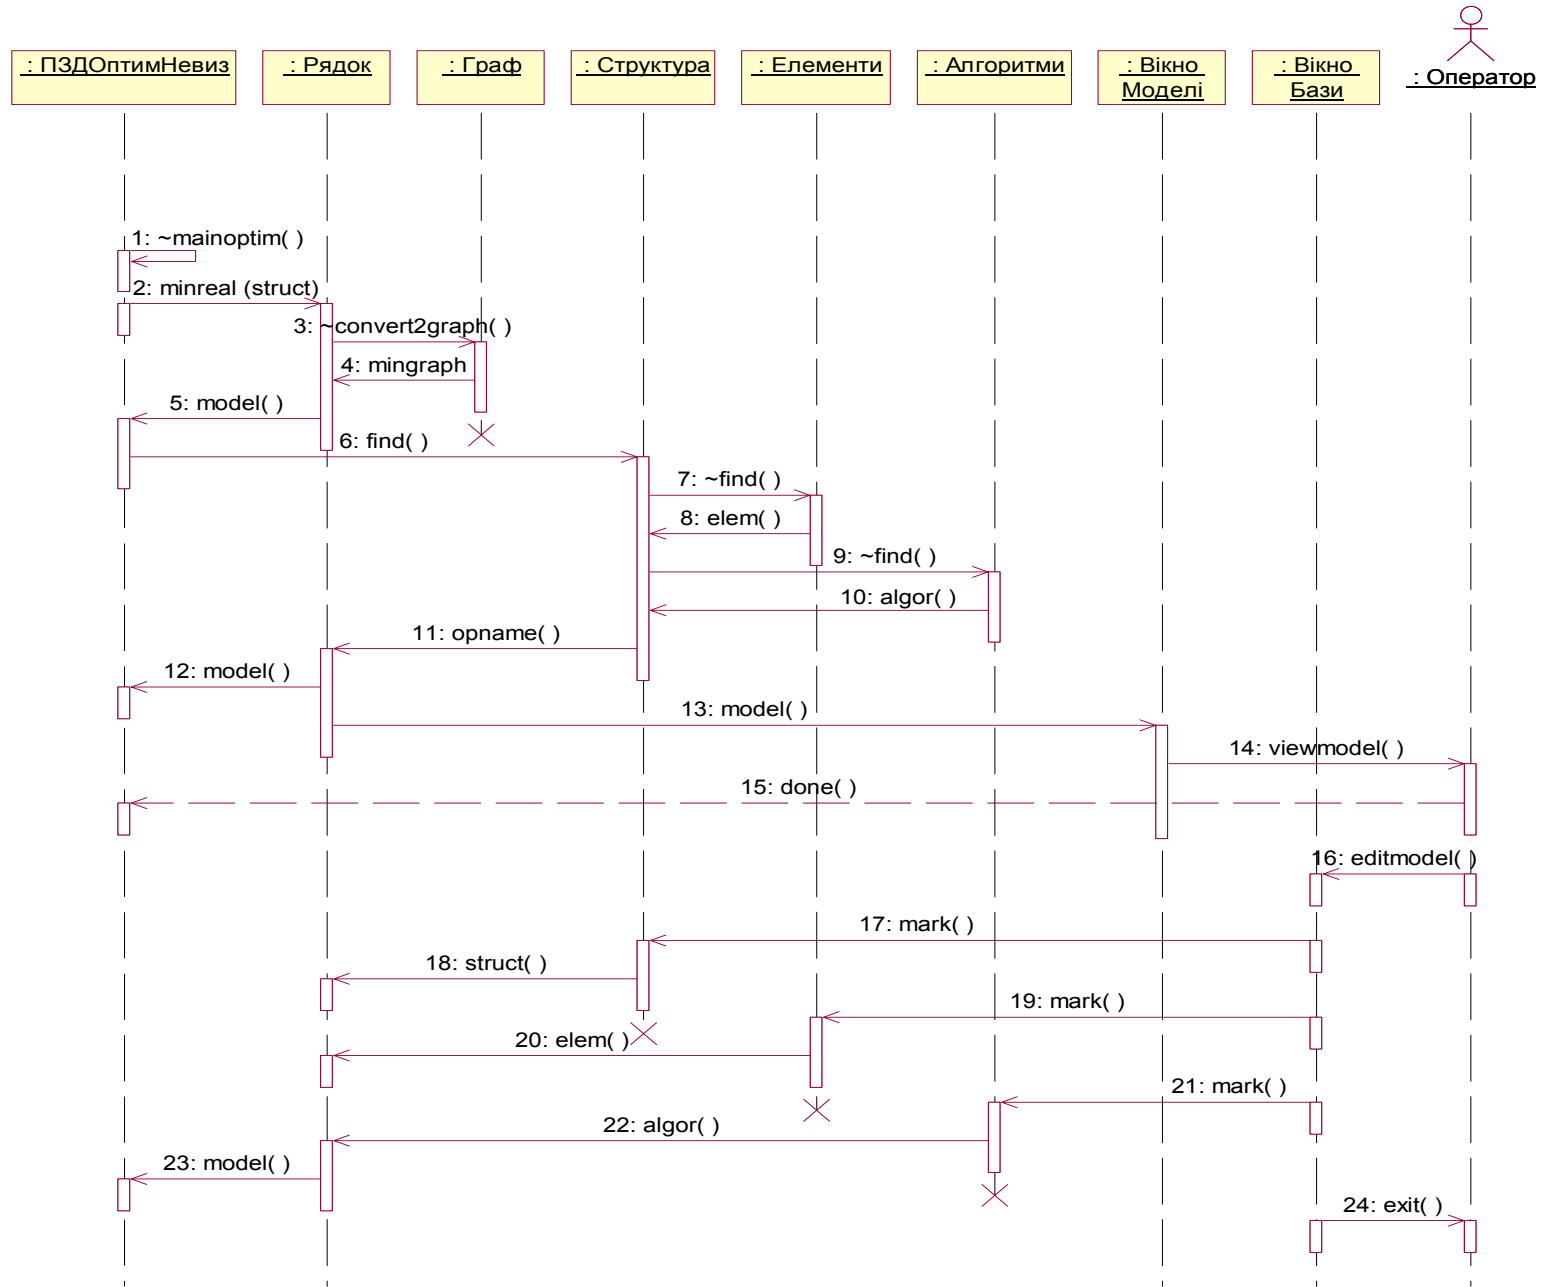 : ПЗДОптимНевиз
: Рядок
: Граф
: Структура
: Елементи
: Алгоритми
: Вікно
Моделі
: Вікно
Бази
: Оператор
1: ~mainoptim( )
2: minreal (struct)
3: ~convert2graph( )
4: mingraph
5: model( )
6: find( )
7: ~find( )
8: elem( )
9: ~find( )
10: algor( )
11: opname( )
12: model( )
13: model( )
14: viewmodel( )
15: done( )
16: editmodel( )
17: mark( )
18: struct( )
19: mark( )
20: elem( )
21: mark( )
22: algor( )
23: model( )
24: exit( )